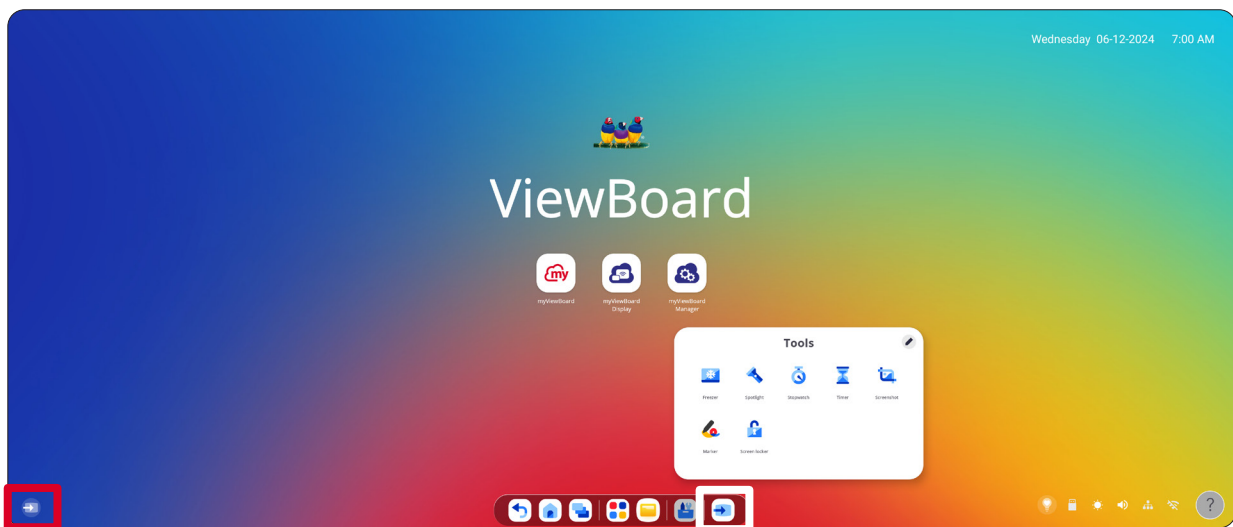 Wednesday 06-12-2024 7:00 AM
ViewBoard
my
myViewBoard
myViewBoard
Display
myViewBoard
Manager
Tools
Freezer
Spotlight
Stopwatch
Timer
Screenshot
Marker
Screen locker
?